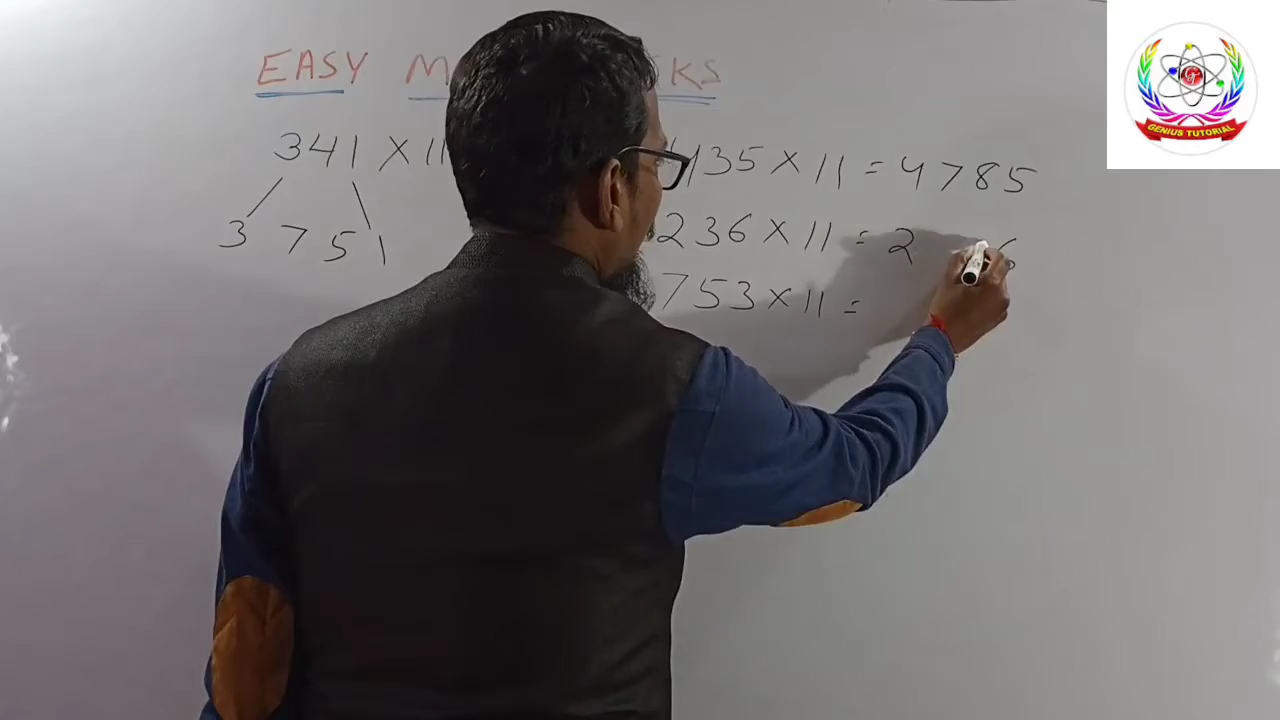 EASY M KS
341 X 11
3 7 5 1
435 X 11 = 4785
236 X 11 = 2 6
753 X 11 =
GT
GENIUS TUTORIAL